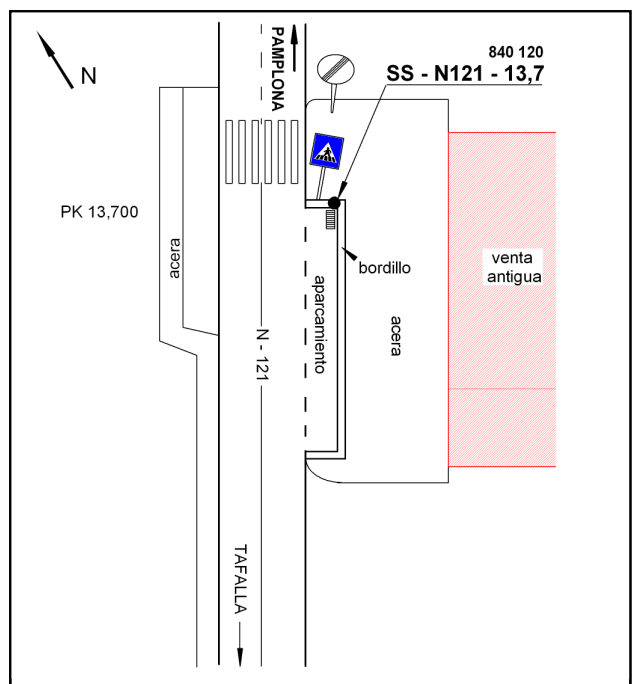 N
PAMPLONA
840 120
SS - N121 - 13,7
PK 13,700
acera
bordillo
aparcamiento
acera
venta
antigua
N - 121
TAFALLA